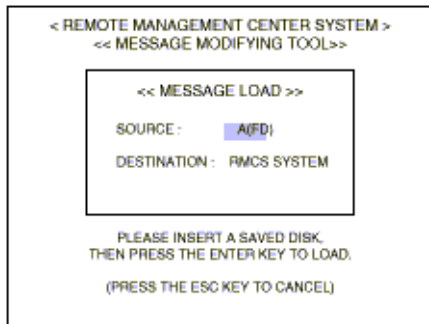 < REMOTE MANAGEMENT CENTER SYSTEM >
<< MESSAGE MODIFYING TOOL>>
<< MESSAGE LOAD >>
SOURCE : A(FD)
DESTINATION : RMCS SYSTEM
PLEASE INSERT A SAVED DISK,
THEN PRESS THE ENTER KEY TO LOAD.
(PRESS THE ESC KEY TO CANCEL)